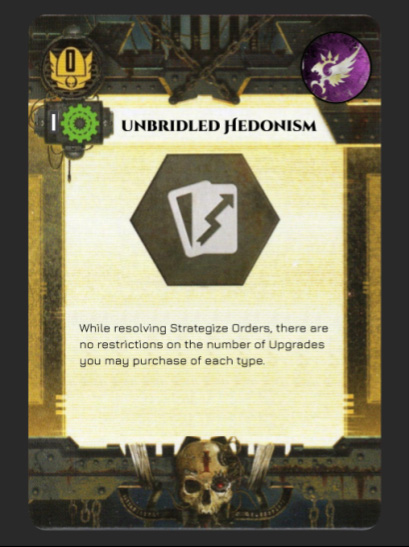 0
1
UNBRIDLED HEDONISM
While resolving Strategize Orders, there are
no restrictions on the number of Upgrades
you may purchase of each type.